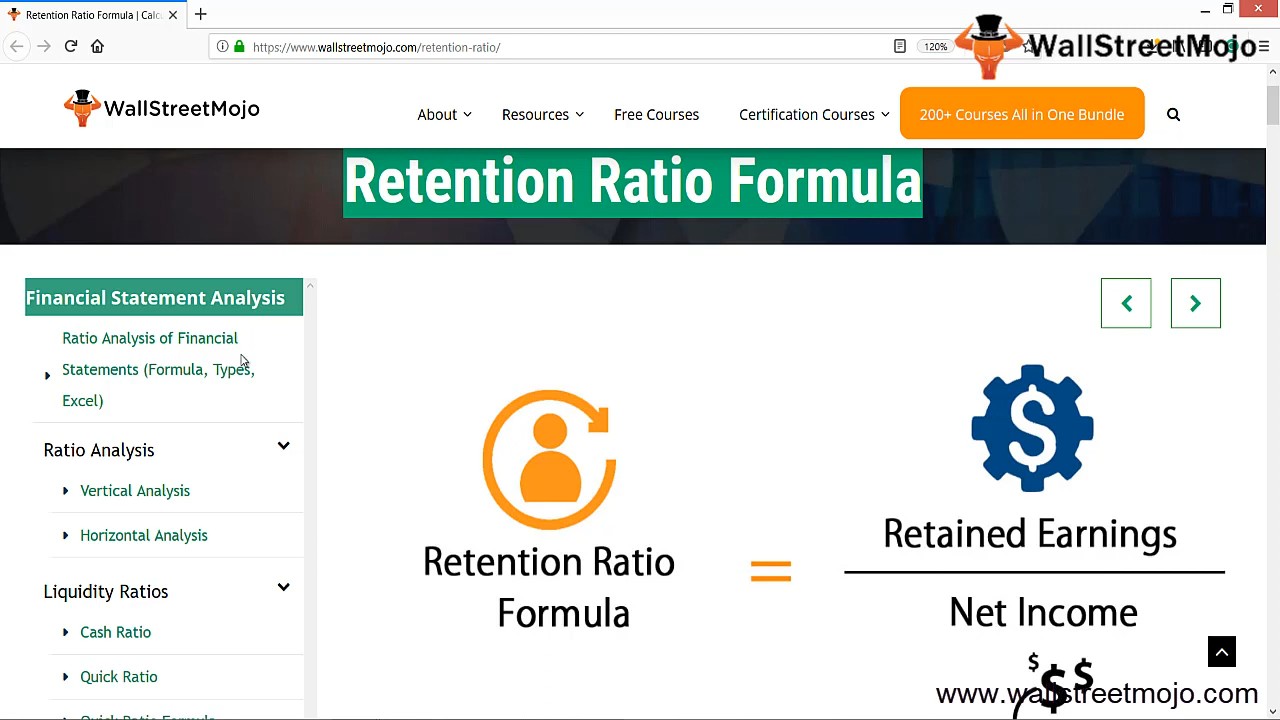 Retention Ratio Formula | Calc
https://www.wallstreetmojo.com/retention-ratio/
120%
WallStreetMojo
WallStreetMojo
About
Resources
Free Courses
Certification Courses
200+ Courses All in One Bundle
Retention Ratio Formula
Financial Statement Analysis
Ratio Analysis of Financial
Statements (Formula, Types,
Excel)
Ratio Analysis
Vertical Analysis
Horizontal Analysis
Liquidity Ratios
Cash Ratio
Quick Ratio
Quick Ratio Formula
Retention Ratio
Formula
=
Retained Earnings
Net Income
$
$ $ $
www.wallstreetmojo.com